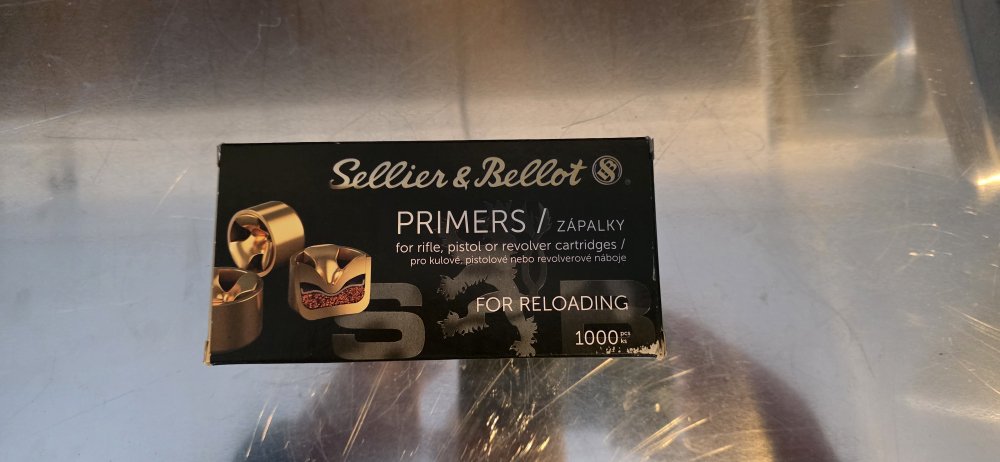 Sellier & Bellot
PRIMERS / ZÁPALKY
for rifle, pistol or revolver cartridges /
pro kulové, pistolové nebo revolverové náboje
S&B
FOR RELOADING
1000 pcs
ks